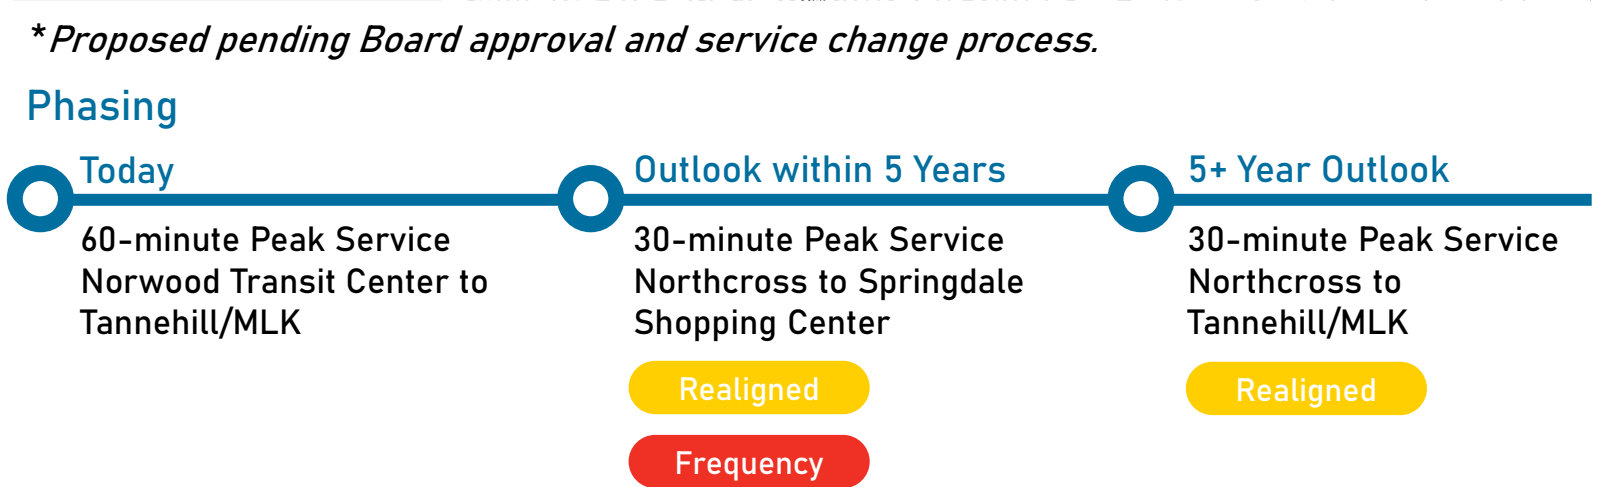 *Proposed pending Board approval and service change process.
Phasing
Today
60-minute Peak Service
Norwood Transit Center to
Tannehill/MLK
Outlook within 5 Years
30-minute Peak Service
Northcross to Springdale
Shopping Center
Realigned
Frequency
5+ Year Outlook
30-minute Peak Service
Northcross to
Tannehill/MLK
Realigned